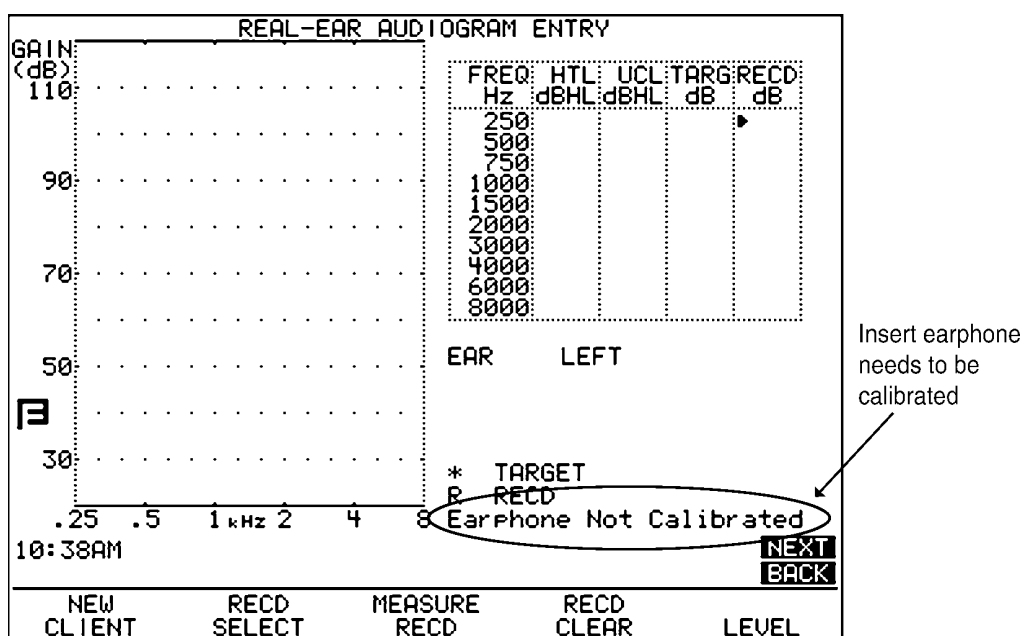 REAL-EAR AUDIOGRAM ENTRY
GAIN
(dB)
110
90
70
50
30
.25 .5 1 kHz 2 4 8
10:38AM
FREQ HTL UCL TARG RECD
Hz dBHL dBHL dB dB
250
500
750
1000
1500
2000
3000
4000
6000
8000
EAR LEFT
* TARGET
R RECD
Earphone Not Calibrated
Insert earphone
needs to be
calibrated
NEXT
BACK
NEW RECD MEASURE RECD
CLIENT SELECT RECD CLEAR LEVEL